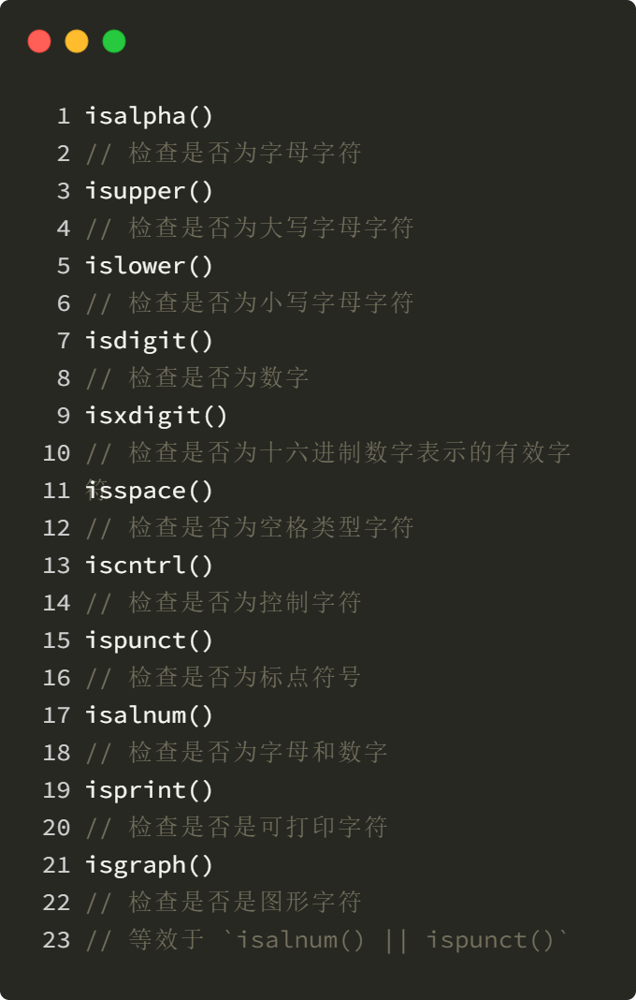 1 isalpha()
2 // 检查是否为字母字符
3 isupper()
4 // 检查是否为大写字母字符
5 islower()
6 // 检查是否为小写字母字符
7 isdigit()
8 // 检查是否为数字
9 isxdigit()
10 // 检查是否为十六进制数字表示的有效字
符
11 isspace()
12 // 检查是否为空格类型字符
13 iscntrl()
14 // 检查是否为控制字符
15 ispunct()
16 // 检查是否为标点符号
17 isalnum()
18 // 检查是否为字母和数字
19 isprint()
20 // 检查是否是可打印字符
21 isgraph()
22 // 检查是否是图形字符
23 // 等效于 `isalnum() || ispunct()`